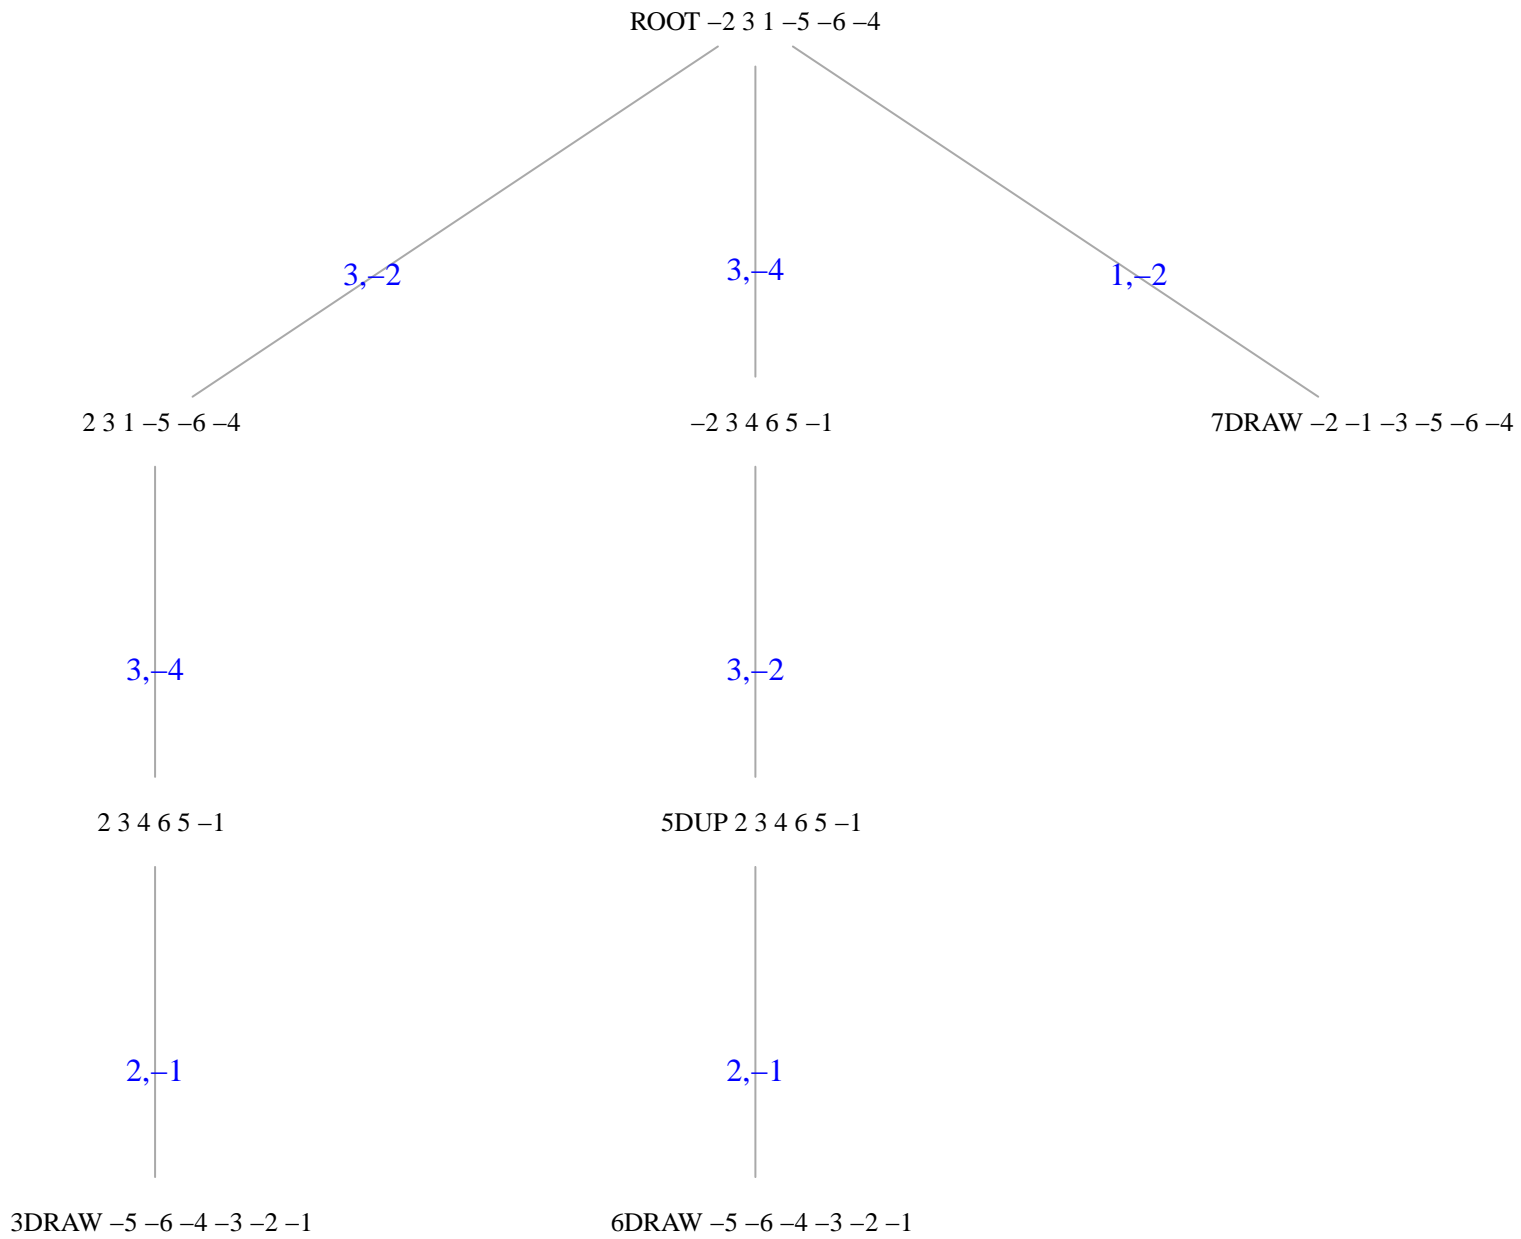 ROOT –2 3 1 –5 –6 –4
3,–2
3,–4
1,–2
2 3 1 –5 –6 –4
–2 3 4 6 5 –1
7DRAW –2 –1 –3 –5 –6 –4
3,–4
3,–2
2 3 4 6 5 –1
5DUP 2 3 4 6 5 –1
2,–1
2,–1
3DRAW –5 –6 –4 –3 –2 –1
6DRAW –5 –6 –4 –3 –2 –1